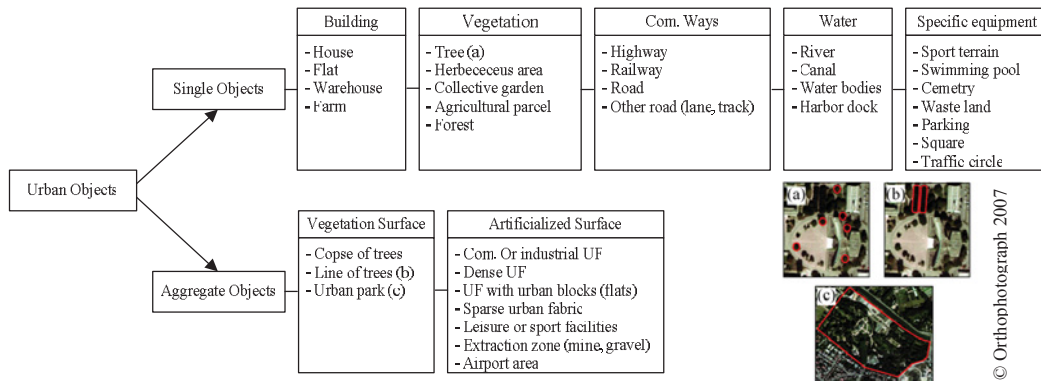 Building
- House
- Flat
- Warehouse
- Farm
Vegetation
- Tree (a)
- Herbececeus area
- Collective garden
- Agricultural parcel
- Forest
Com. Ways
- Highway
- Railway
- Road
- Other road (lane, track)
Water
- River
- Canal
- Water bodies
- Harbor dock
Specific equipment
- Sport terrain
- Swimming pool
- Cemetry
- Waste land
- Parking
- Square
- Traffic circle
Single Objects
Urban Objects
Aggregate Objects
Vegetation Surface
- Copse of trees
- Line of trees (b)
- Urban park (c)
Artificialized Surface
- Com. Or industrial UF
- Dense UF
- UF with urban blocks (flats)
- Sparse urban fabric
- Leisure or sport facilities
- Extraction zone (mine, gravel)
- Airport area
(a)
(b)
(c)
© Orthophotograph 2007